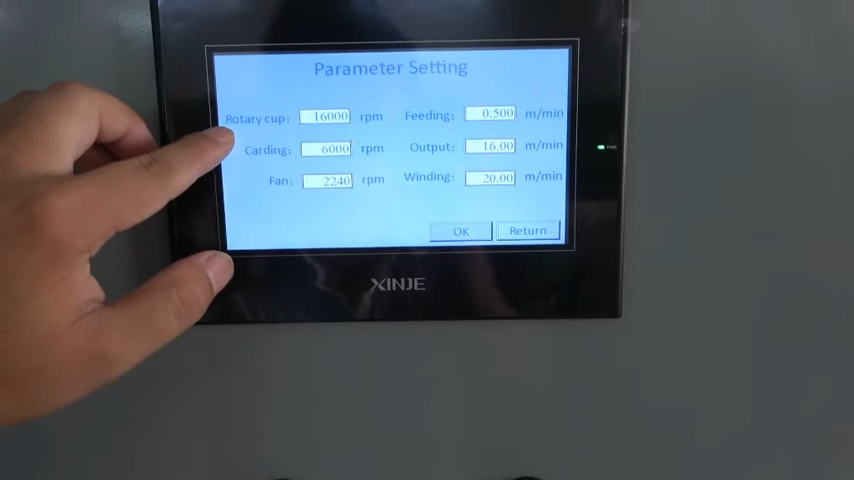 Parameter Setting
Rotary cup: 16000 rpm Feeding: 0.500 m/min
Carding: 6000 rpm Output: 16.00 m/min
Fan: 2240 rpm Winding: 20.00 m/min
OK Return
XINJE